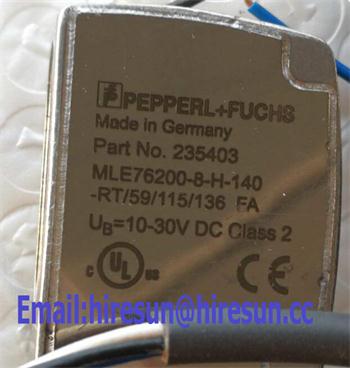 PEPPERL+FUCHS
Made in Germany
Part No. 235403
MLE76200-8-H-140
-RT/59/115/136 FA
UB=10-30V DC Class 2
C UL US CE
Email:hiresun@hiresun.cc